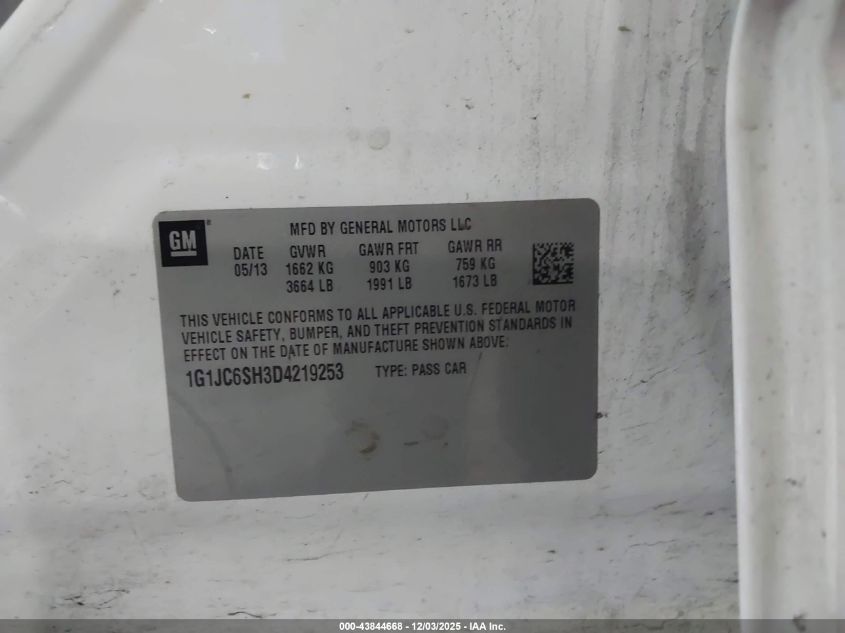 GM®
MFD BY GENERAL MOTORS LLC
DATE GVWR GAWR FRT GAWR RR
05/13 1662 KG 903 KG 759 KG
3664 LB 1991 LB 1673 LB
THIS VEHICLE CONFORMS TO ALL APPLICABLE U.S. FEDERAL MOTOR
VEHICLE SAFETY, BUMPER, AND THEFT PREVENTION STANDARDS IN
EFFECT ON THE DATE OF MANUFACTURE SHOWN ABOVE:
1G1JC6SH3D4219253 TYPE: PASS CAR
000-43844668 - 12/03/2025 - IAA Inc.